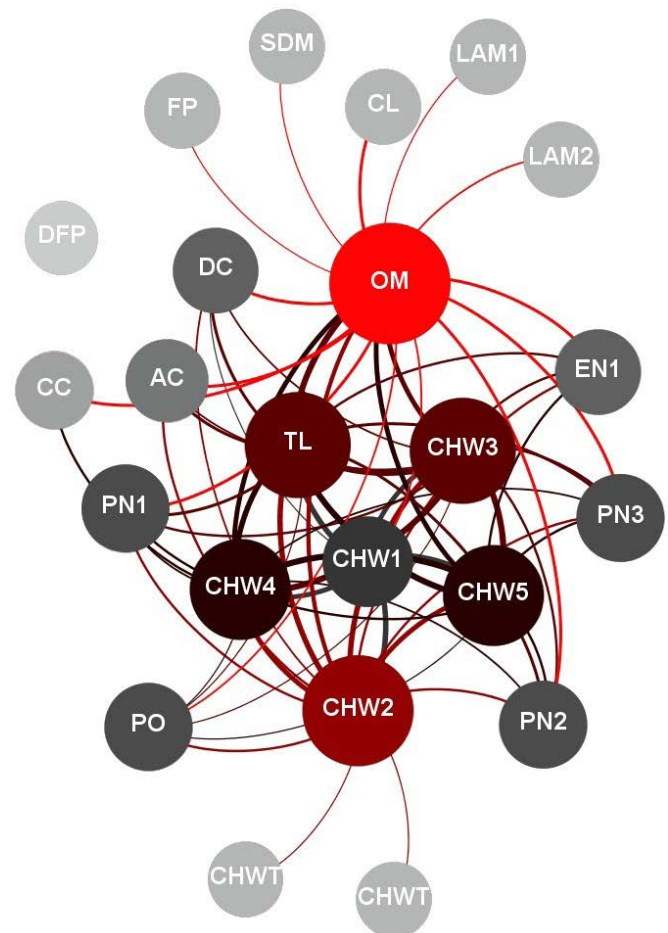 SDM
LAM1
FP
CL
LAM2
DFP
DC
OM
CC
AC
EN1
TL
CHW3
PN1
PN3
CHW1
CHW4
CHW5
CHW2
PO
PN2
CHWT
CHWT